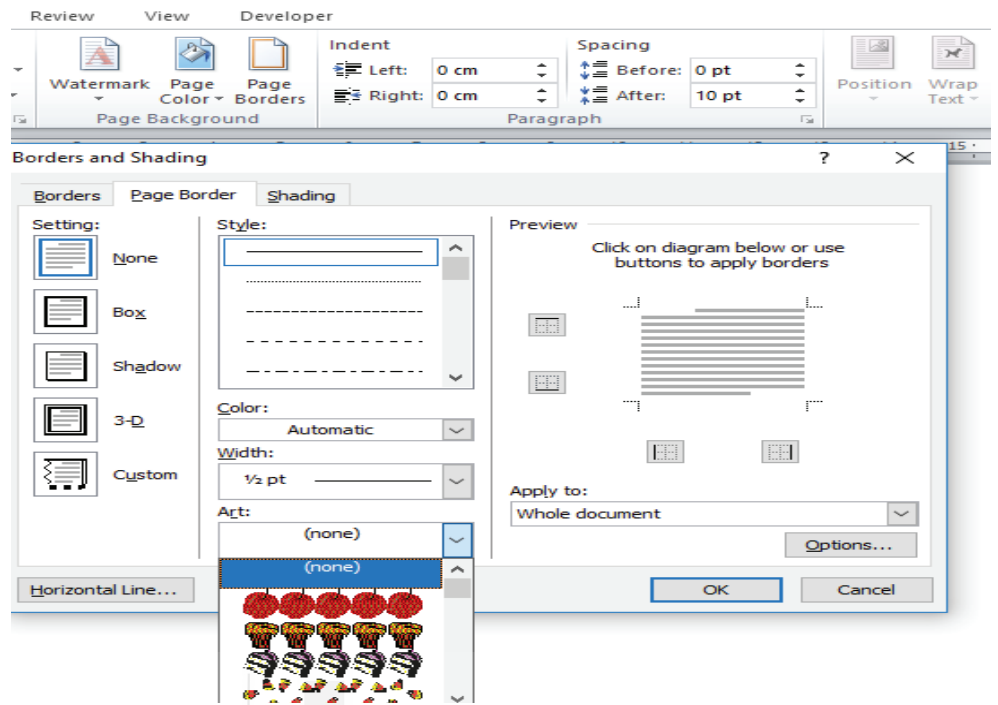 Review View Developer
Indent Spacing
Watermark Page Color Page Borders Left: 0 cm Before: 0 pt Position Wrap Text
Right: 0 cm After: 10 pt
Page Background Paragraph
15
Borders and Shading ? ×
Borders Page Border Shading
Setting: Style: Preview
None
Click on diagram below or use
buttons to apply borders
Box
Shadow
3-D
Custom
Color:
Automatic
Width:
½ pt
Art:
(none)
(none)
Apply to:
Whole document
Options...
Horizontal Line... OK Cancel